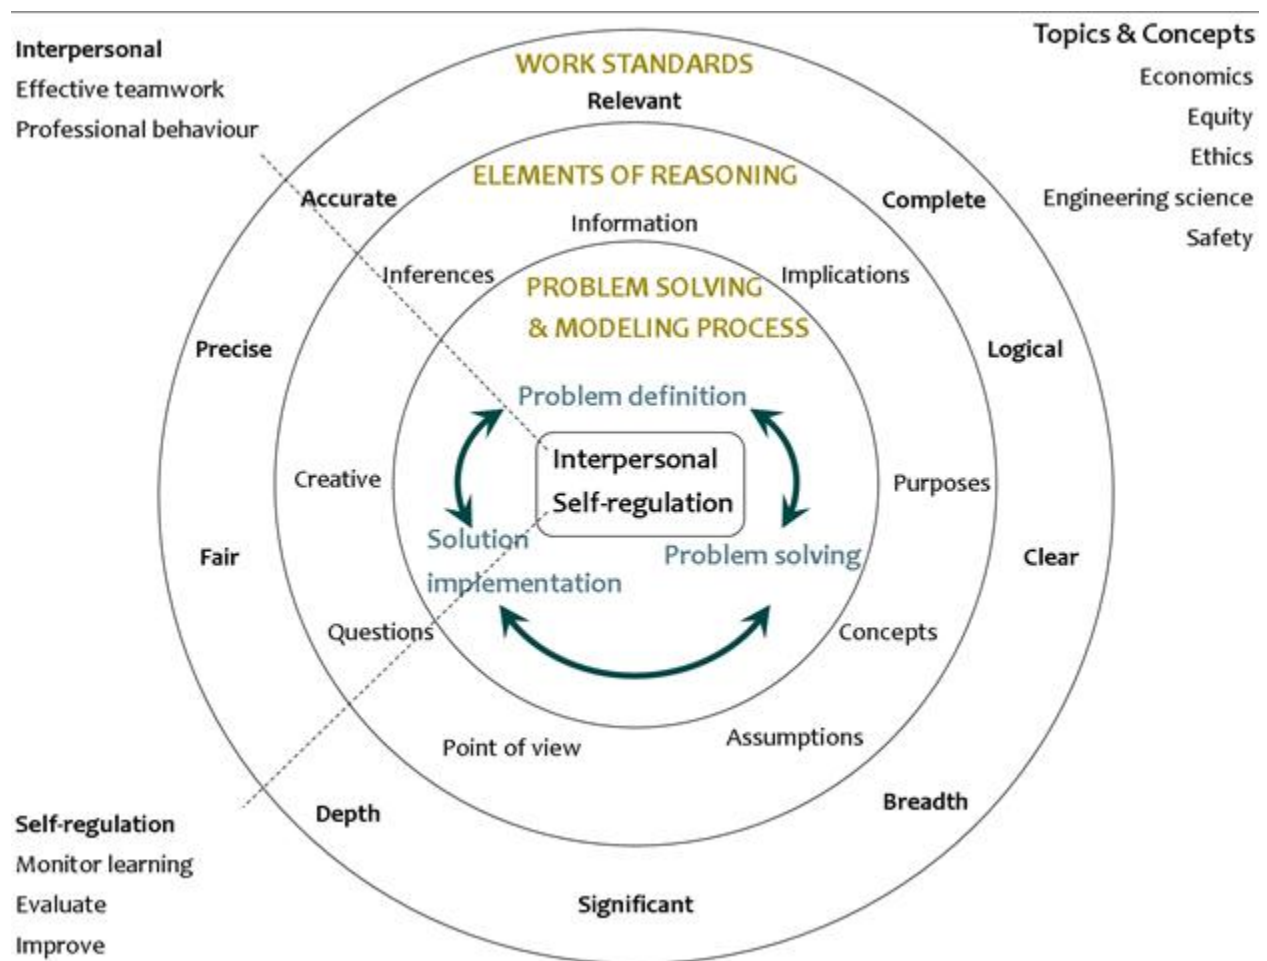 Interpersonal
Effective teamwork
Professional behaviour
Topics & Concepts
Economics
Equity
Ethics
Engineering science
Safety
WORK STANDARDS
Relevant
Accurate
Complete
Precise
Logical
Fair
Clear
Depth
Breadth
Significant
ELEMENTS OF REASONING
Information
Inferences
Implications
Creative
Purposes
Questions
Concepts
Point of view
Assumptions
PROBLEM SOLVING
& MODELING PROCESS
Problem definition
Interpersonal
Self-regulation
Solution
implementation
Problem solving
Self-regulation
Monitor learning
Evaluate
Improve